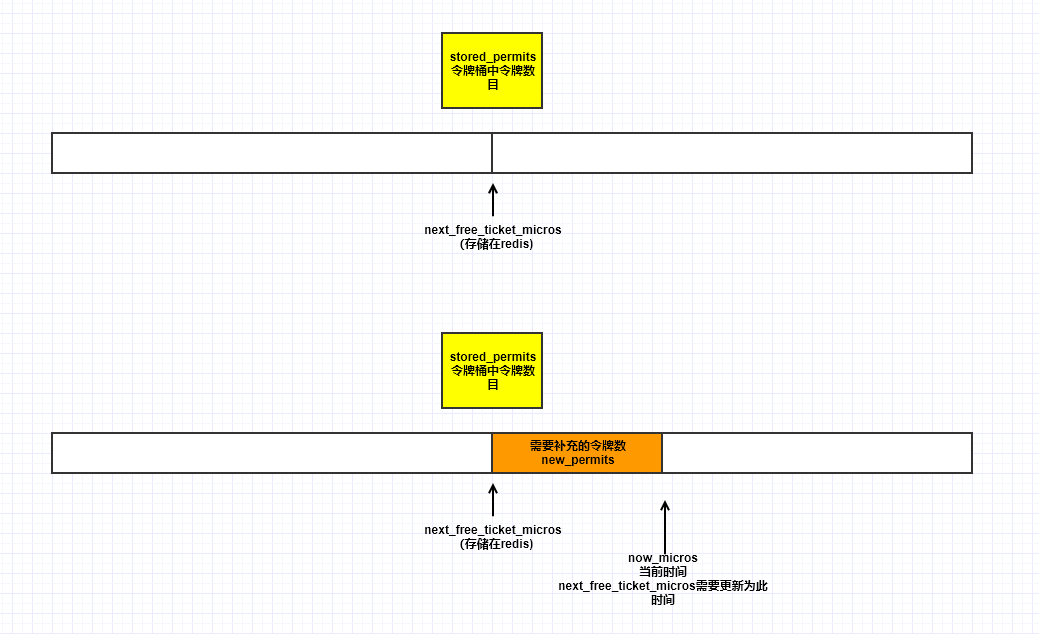 stored_permits
令牌桶中令牌数
目
next_free_ticket_micros
(存储在redis)
stored_permits
令牌桶中令牌数
目
需要补充的令牌数
new_permits
next_free_ticket_micros
(存储在redis)
now_micros
当前时间
next_free_ticket_micros需要更新为此
时间